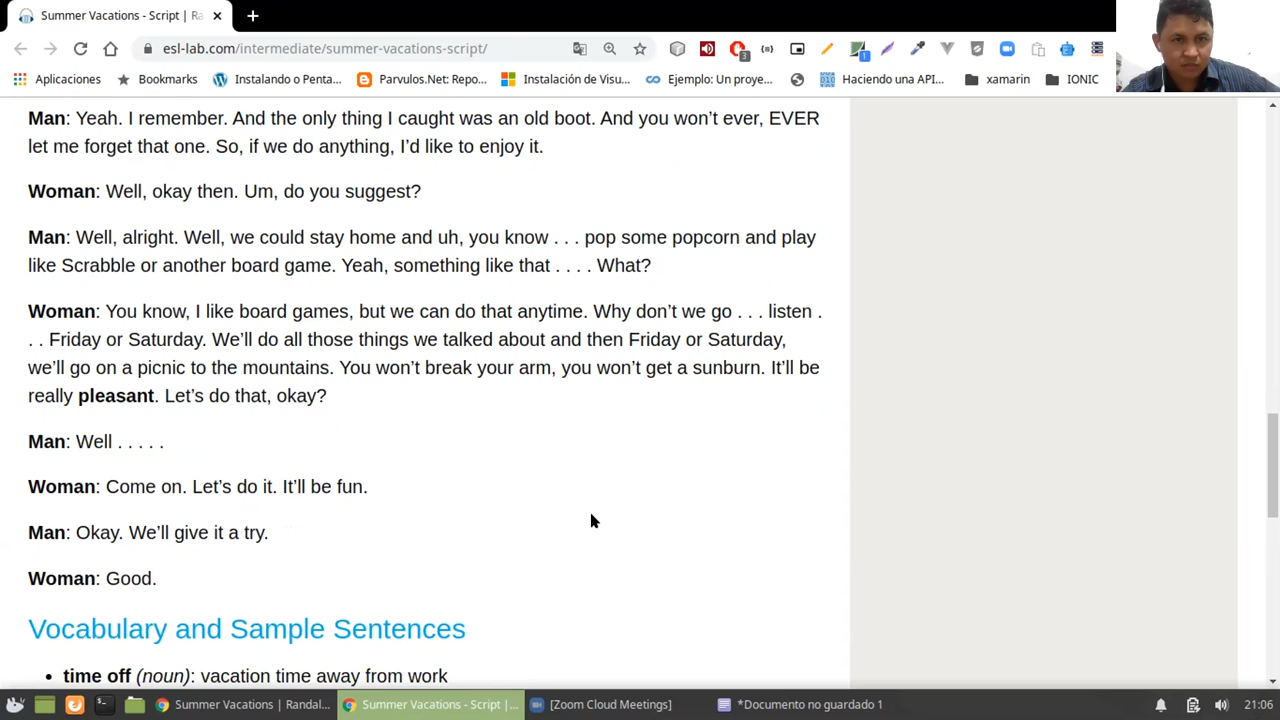 Summer Vacations - Script | Ra
esl-lab.com/intermediate/summer-vacations-script/
3
1
Aplicaciones
Bookmarks
Instalando o Penta...
Parvulos.Net: Repo...
Instalación de Visu...
Ejemplo: Un proye...
Haciendo una API...
xamarin
IONIC
Man: Yeah. I remember. And the only thing I caught was an old boot. And you won't ever, EVER
let me forget that one. So, if we do anything, I'd like to enjoy it.
Woman: Well, okay then. Um, do you suggest?
Man: Well, alright. Well, we could stay home and uh, you know . . . pop some popcorn and play
like Scrabble or another board game. Yeah, something like that . . . . What?
Woman: You know, I like board games, but we can do that anytime. Why don't we go . . . listen .
. . Friday or Saturday. We'll do all those things we talked about and then Friday or Saturday,
we'll go on a picnic to the mountains. You won't break your arm, you won't get a sunburn. It'll be
really pleasant. Let's do that, okay?
Man: Well . . . . .
Woman: Come on. Let's do it. It'll be fun.
Man: Okay. We'll give it a try.
Woman: Good.
Vocabulary and Sample Sentences
• time off (noun): vacation time away from work
Summer Vacations | Randal...
Summer Vacations - Script |...
[Zoom Cloud Meetings]
*Documento no guardado 1
21:06